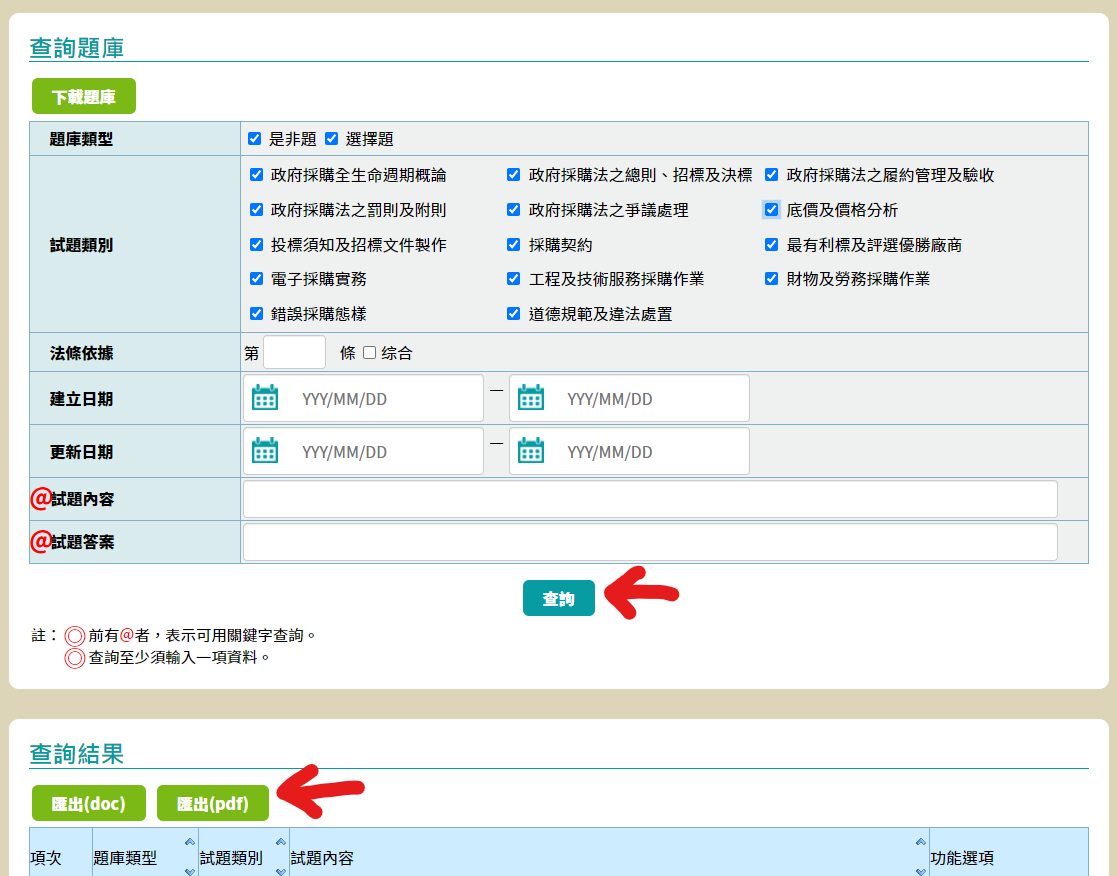 查詢題庫
下載題庫
題庫類型 是非題 選擇題
政府採購全生命週期概論 政府採購法之總則、招標及決標 政府採購法之履約管理及驗收
政府採購法之罰則及附則 政府採購法之爭議處理 底價及價格分析
試題類別 投標須知及招標文件製作 採購契約 最有利標及評選優勝廠商
電子採購實務 工程及技術服務採購作業 財物及勞務採購作業
錯誤採購態樣 道德規範及違法處置
法條依據 第 條 综合
建立日期 YYY/MM/DD — YYY/MM/DD
更新日期 YYY/MM/DD — YYY/MM/DD
@試題內容
@試題答案
查詢
註：◎前有@者，表示可用關鍵字查詢。
◎查詢至少須輸入一項資料。
查詢結果
匯出(doc) 匯出(pdf)
項次 題庫類型 試題類別 試題內容 功能選項